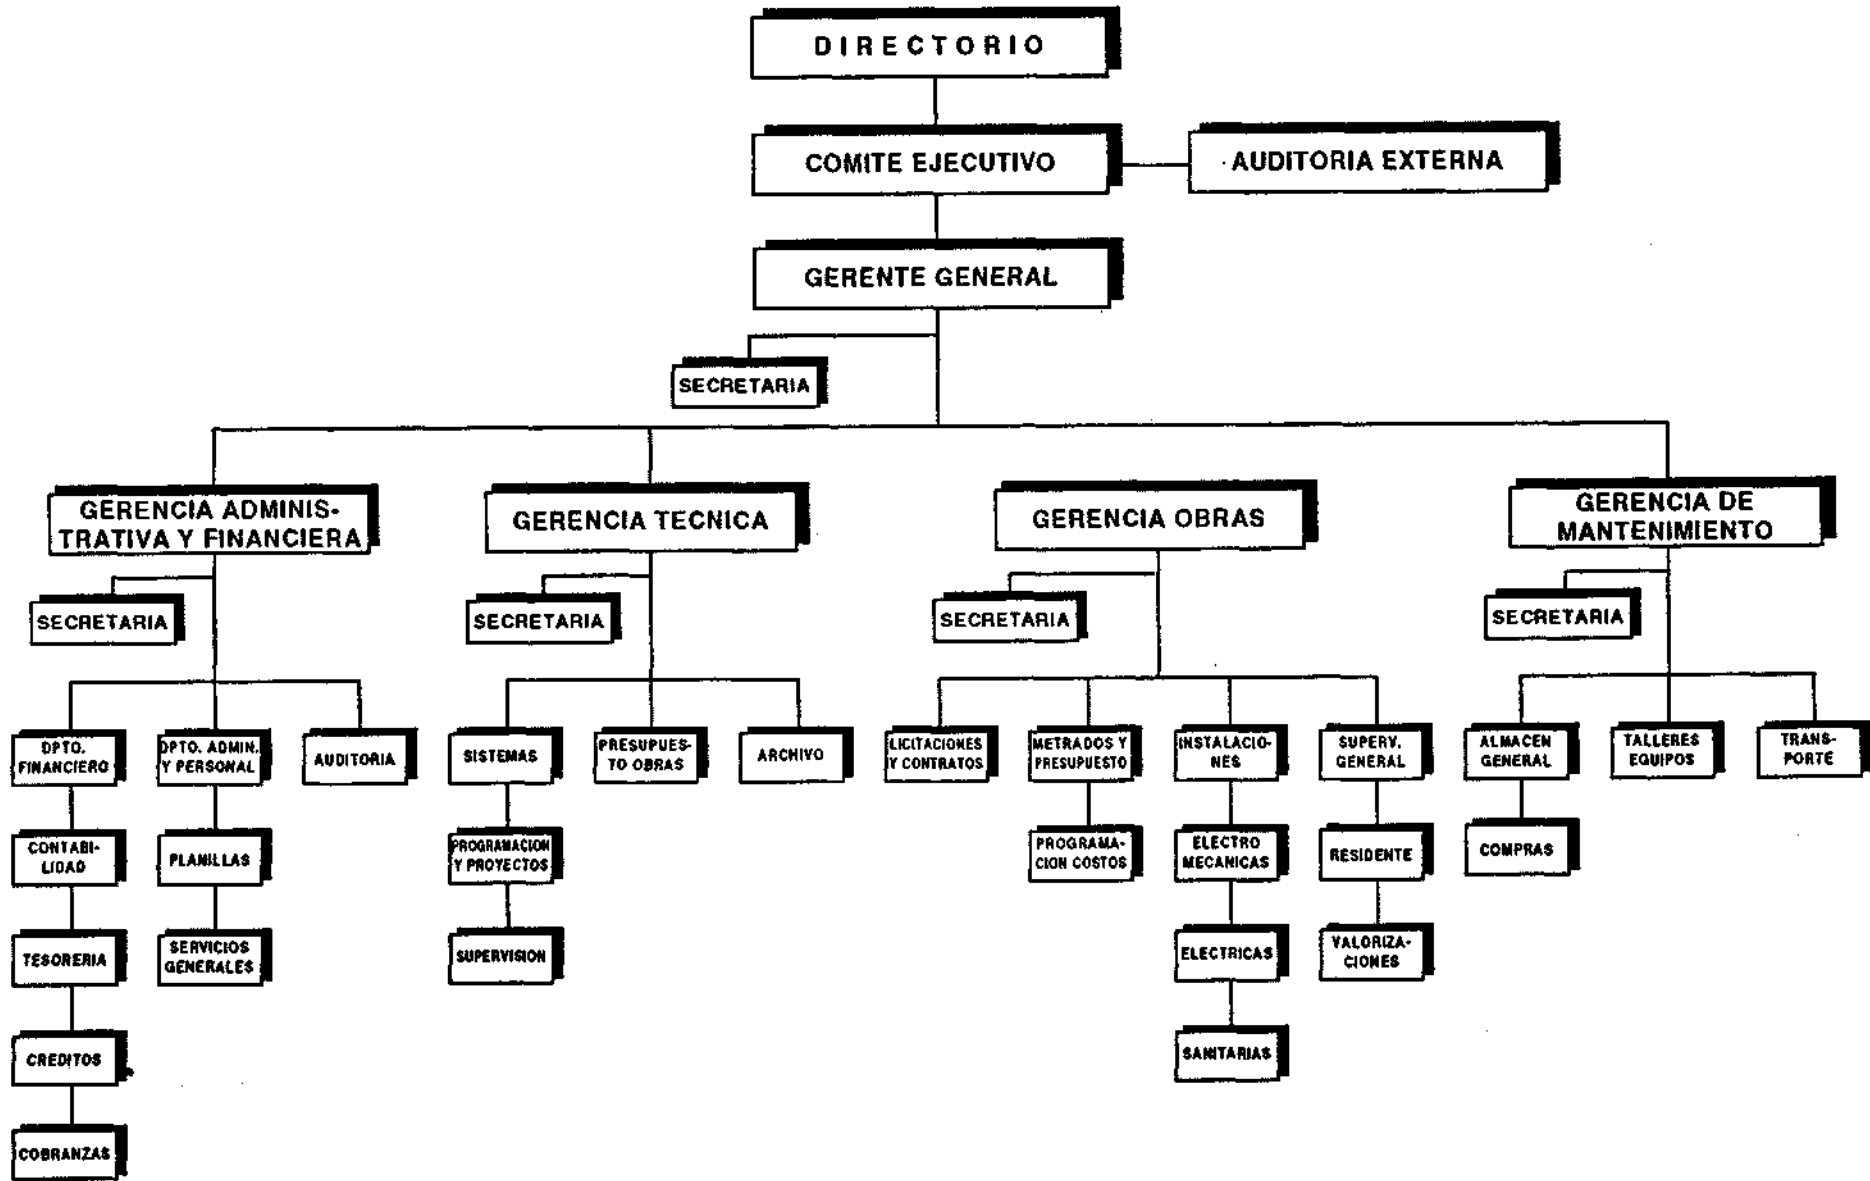 DIRECTORIO
COMITE EJECUTIVO
AUDITORIA EXTERNA
GERENTE GENERAL
SECRETARIA
GERENCIA ADMINIS-
TRATIVA Y FINANCIERA
GERENCIA TECNICA
GERENCIA OBRAS
GERENCIA DE
MANTENIMIENTO
SECRETARIA
SECRETARIA
SECRETARIA
SECRETARIA
DPTO.
FINANCIERO
DPTO. ADMIN.
Y PERSONAL
AUDITORIA
SISTEMAS
PRESUPUES-
TO OBRAS
ARCHIVO
LICITACIONES
Y CONTRATOS
METRADOS Y
PRESUPUESTO
INSTALACIO-
NES
SUPERV.
GENERAL
ALMACEN
GENERAL
TALLERES
EQUIPOS
TRANS-
PORTE
CONTABI-
LIDAD
PLANILLAS
PROGRAMACION
Y PROYECTOS
PROGRAMA-
CION COSTOS
ELECTRO
MECANICAS
RESIDENTE
COMPRAS
TESORERIA
SERVICIOS
GENERALES
SUPERVISION
ELECTRICAS
VALORIZA-
CIONES
CREDITOS
SANITARIAS
COBRANZAS